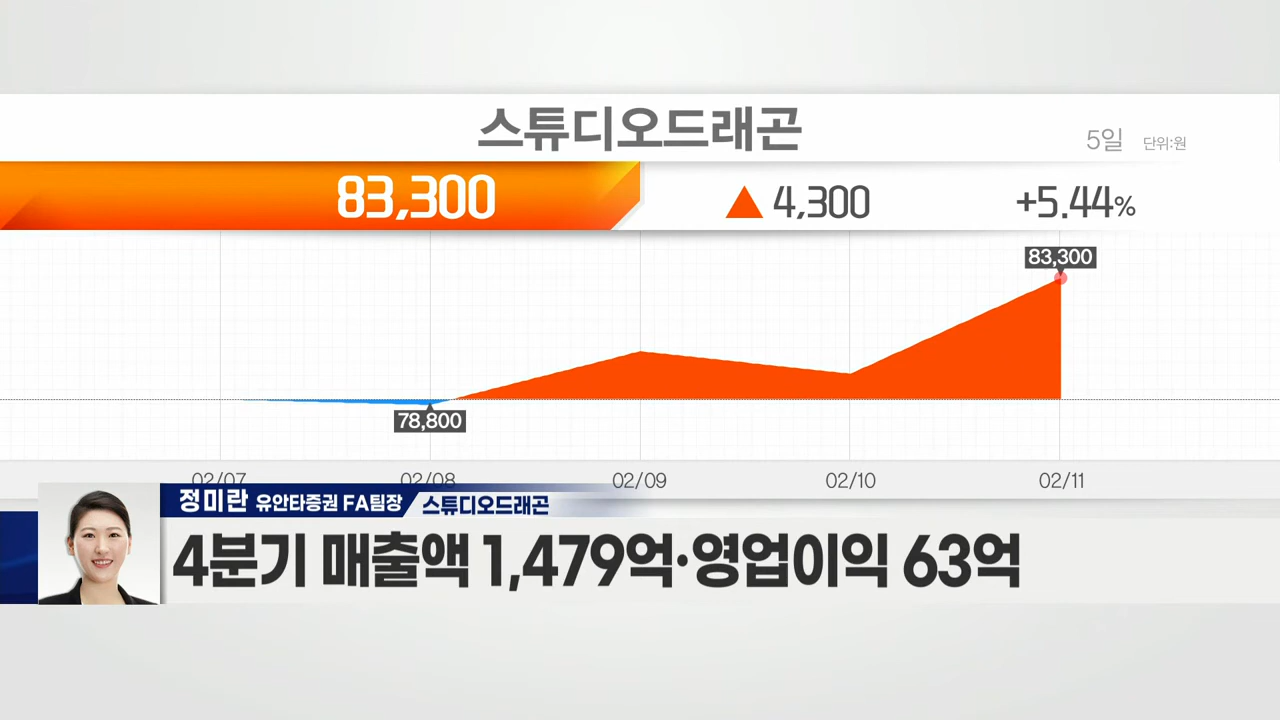 스튜디오드래곤
5일 단위:원
83,300 ▲ 4,300 +5.44%
83,300
78,800
02/07 02/08 02/09 02/10 02/11
정미란 유안타증권 FA팀장 스튜디오드래곤
4분기 매출액 1,479억·영업이익 63억